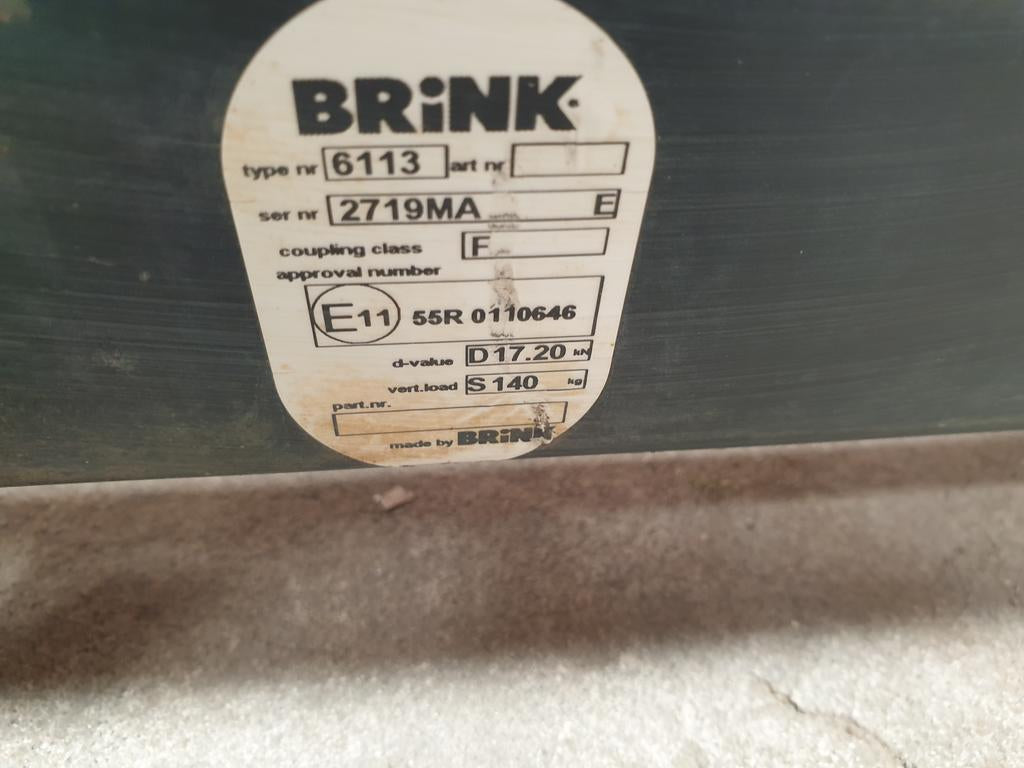 BRiNK
type nr 6113 art nr
ser nr 2719MA E
coupling class F
approval number
E11 55R 0110646
d-value D 17.20 kN
vert.load S 140 kg
part.nr.
made by BRiNK